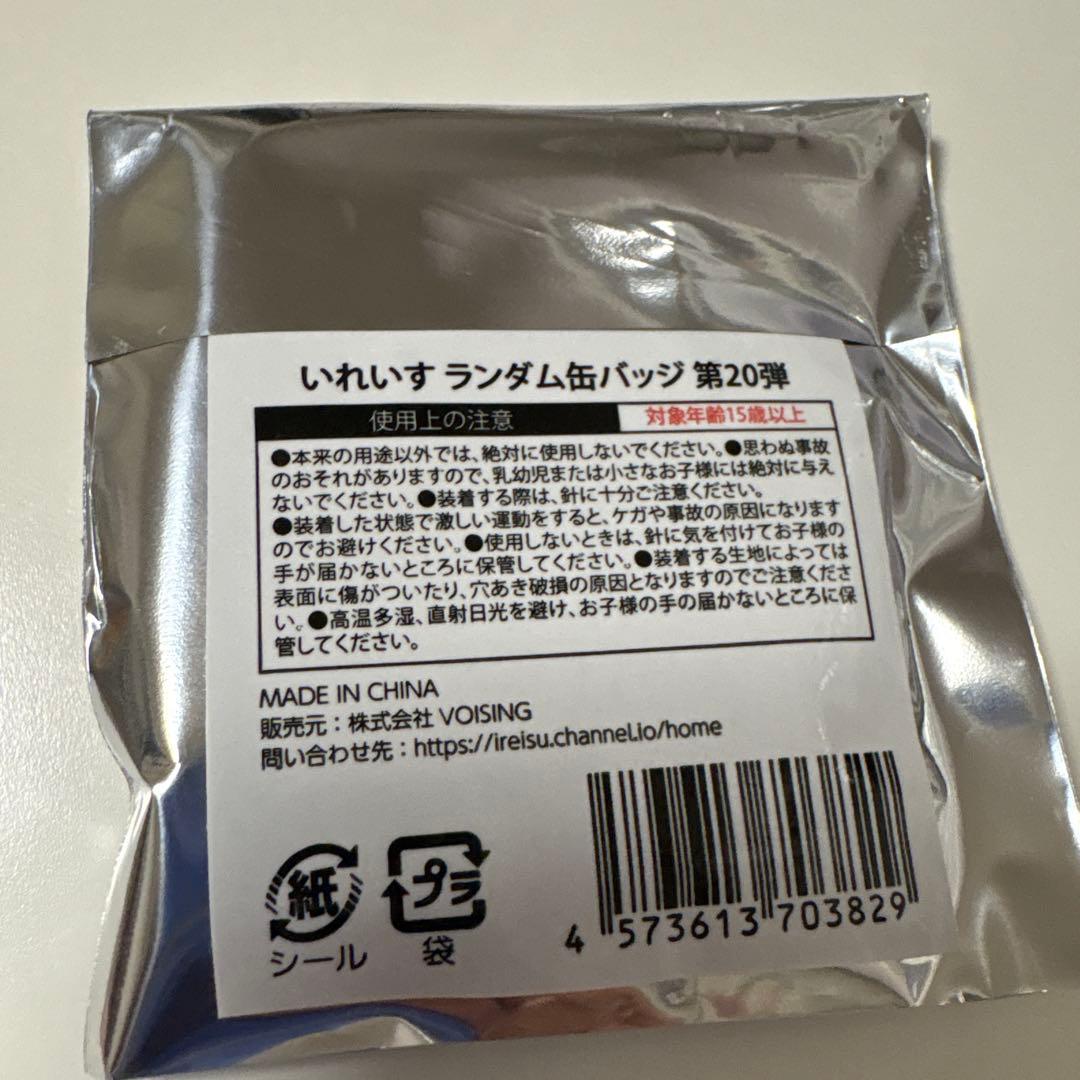 いれいす ランダム缶バッジ 第20弾
使用上の注意
対象年齢15歳以上
●本来の用途以外では、絶対に使用しないでください。●思わぬ事故
のおそれがありますので、乳幼児または小さなお子様には絶対に与え
ないでください。●装着する際は、針に十分ご注意ください。
●装着した状態で激しい運動をすると、ケガや事故の原因になります
のでお避けください。●使用しないときは、針に気を付けてお子様の
手が届かないところに保管してください。●装着する生地によっては
表面に傷がついたり、穴あき破損の原因となりますのでご注意くださ
い。●高温多湿、直射日光を避け、お子様の手の届かないところに保
管してください。
MADE IN CHINA
販売元：株式会社 VOISING
問い合わせ先：https://ireisu.channel.io/home
紙
シール
プラ
袋
4 573613 703829